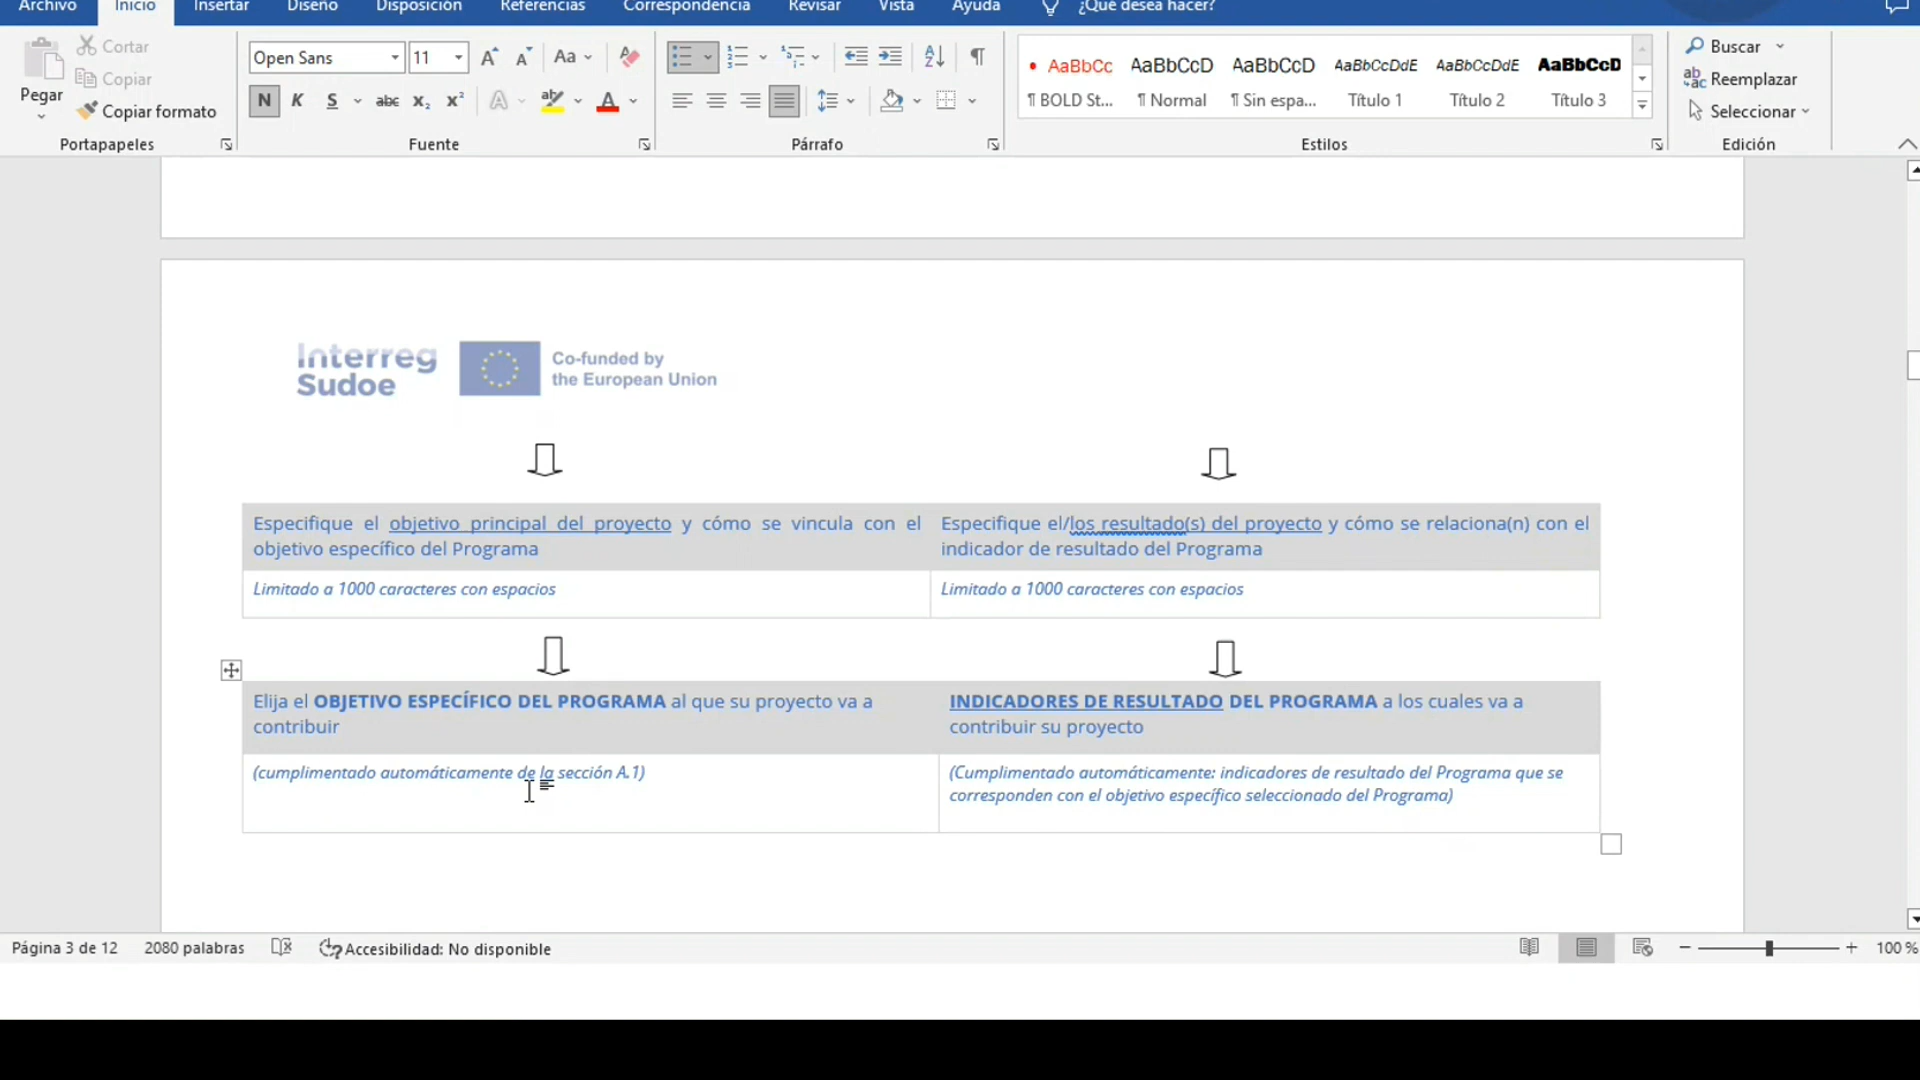 Archivo Inicio Insertar Diseño Disposición Referencias Correspondencia Revisar Vista Ayuda ¿Qué desea hacer?
Pegar
Cortar
Copiar
Copiar formato
Portapapeles
Open Sans 11 Aa
N K S abc x₂ x² A ab A
Fuente
Párrafo
AaBbCc AaBbCcD AaBbCcD AaBbCcDdE AaBbCcDdE AaBbCcD
¶ BOLD St... ¶ Normal ¶ Sin espa... Título 1 Título 2 Título 3
Estilos
Buscar
Reemplazar
Seleccionar
Edición
Interreg
Sudoe
Co-funded by
the European Union
Especifique el objetivo principal del proyecto y cómo se vincula con el
objetivo específico del Programa
Especifique el/los resultado(s) del proyecto y cómo se relaciona(n) con el
indicador de resultado del Programa
Limitado a 1000 caracteres con espacios
Limitado a 1000 caracteres con espacios
Elija el OBJETIVO ESPECÍFICO DEL PROGRAMA al que su proyecto va a
contribuir
INDICADORES DE RESULTADO DEL PROGRAMA a los cuales va a
contribuir su proyecto
(cumplimentado automáticamente de la sección A.1)
(Cumplimentado automáticamente: indicadores de resultado del Programa que se
corresponden con el objetivo específico seleccionado del Programa)
Página 3 de 12 2080 palabras Accesibilidad: No disponible 100 %